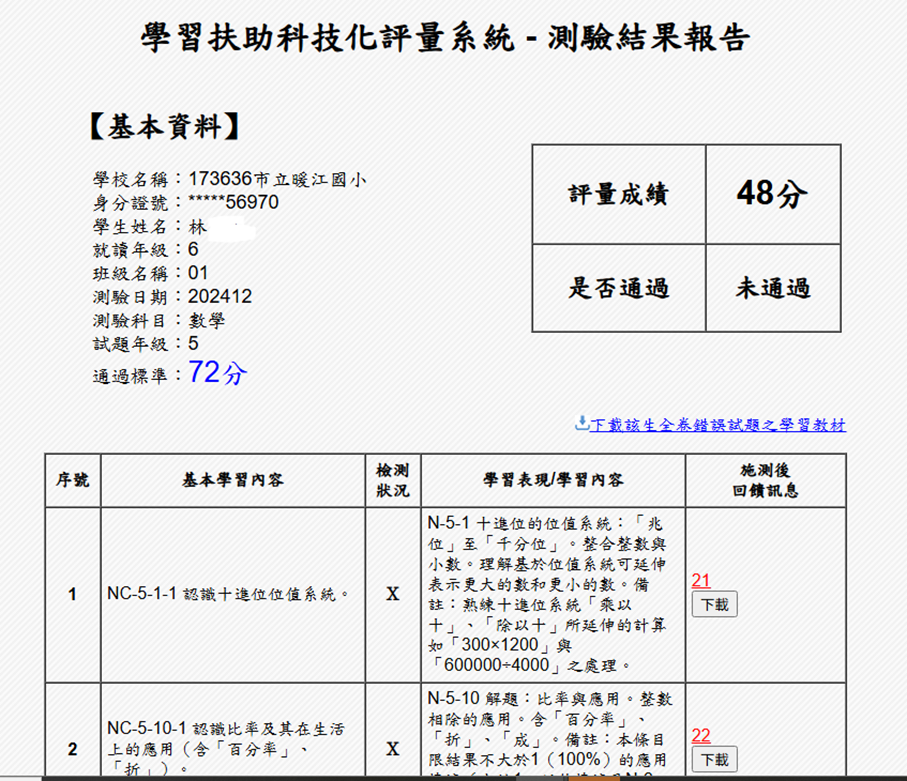 學習扶助科技化評量系統 - 測驗結果報告
【基本資料】
學校名稱：173636市立暖江國小
身分證號：*****56970
學生姓名：林
就讀年級：6
班級名稱：01
測驗日期：202412
測驗科目：數學
試題年級：5
通過標準：72分
評量成績 48分
是否通過 未通過
下載該生全卷錯誤試題之學習教材
序號 基本學習內容 檢測狀況 學習表現/學習內容 施測後回饋訊息
1
NC-5-1-1 認識十進位位值系統。
X
N-5-1 十進位的位值系統：「兆
位」至「千分位」。整合整數與
小數。理解基於位值系統可延伸
表示更大的數和更小的數。備
註：熟練十進位系統「乘以
十」、「除以十」所延伸的計算
如「300×1200」與
「600000÷4000」之處理。
21
下載
2
NC-5-10-1 認識比率及其在生活
上的應用（含「百分率」、
「折」）。
X
N-5-10 解題：比率與應用。整數
相除的應用。含「百分率」、
「折」、「成」。備註：本條目
限結果不大於1（100%）的應用
22
下載